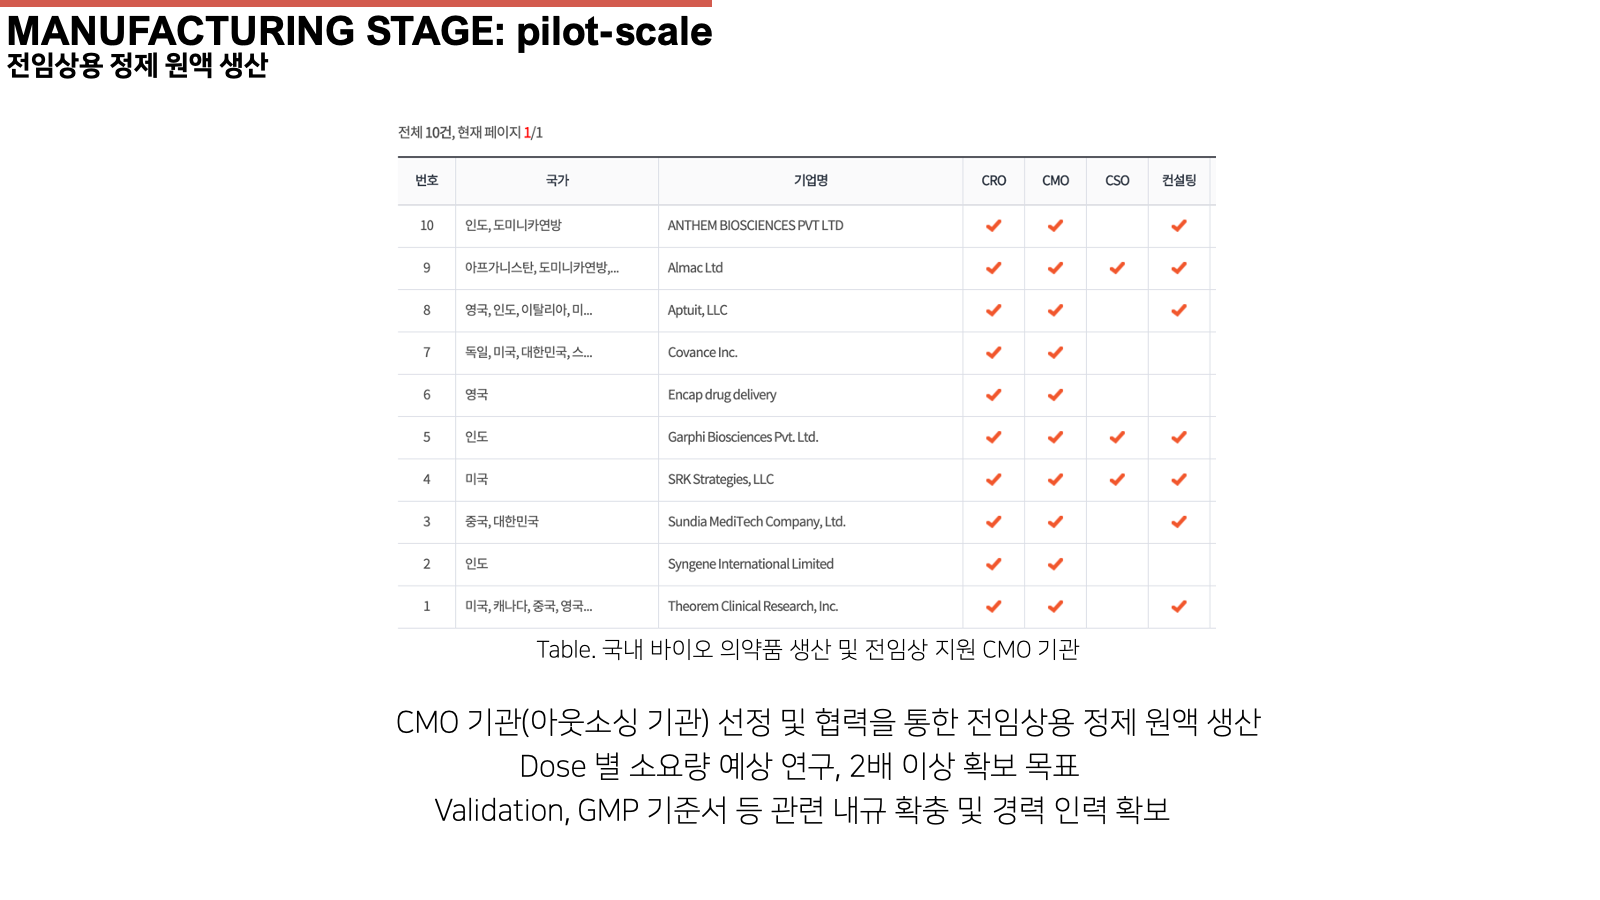 MANUFACTURING STAGE: pilot-scale
전임상용 정제 원액 생산
전체 10건, 현재 페이지 1/1
번호 국가 기업명 CRO CMO CSO 컨설팅
10 인도, 도미니카연방 ANTHEM BIOSCIENCES PVT LTD
9 아프가니스탄, 도미니카연방,... Almac Ltd
8 영국, 인도, 이탈리아, 미... Aptuit, LLC
7 독일, 미국, 대한민국, 스... Covance Inc.
6 영국 Encap drug delivery
5 인도 Garphi Biosciences Pvt. Ltd.
4 미국 SRK Strategies, LLC
3 중국, 대한민국 Sundia MediTech Company, Ltd.
2 인도 Syngene International Limited
1 미국, 캐나다, 중국, 영국... Theorem Clinical Research, Inc.
Table. 국내 바이오 의약품 생산 및 전임상 지원 CMO 기관
CMO 기관(아웃소싱 기관) 선정 및 협력을 통한 전임상용 정제 원액 생산
Dose 별 소요량 예상 연구, 2배 이상 확보 목표
Validation, GMP 기준서 등 관련 내규 확충 및 경력 인력 확보